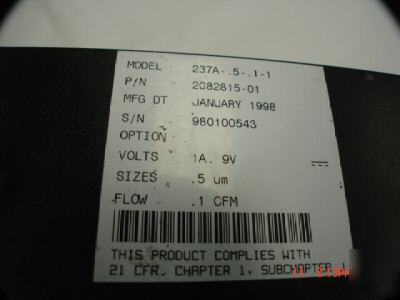 MODEL 237A-.5-.1-1
P/N 2082815-01
MFG DT JANUARY 1998
S/N 980100543
OPTION
VOLTS 1A. 9V
SIZES .5 um
FLOW .1 CFM
THIS PRODUCT COMPLIES WITH
21 CFR. CHAPTER 1. SUBCHAPTER J